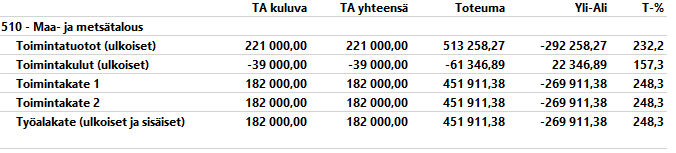 TA kuluva TA yhteensä Toteuma Yli-Ali T-%
510 - Maa- ja metsätalous
Toimintatuotot (ulkoiset) 221 000,00 221 000,00 513 258,27 -292 258,27 232,2
Toimintakulut (ulkoiset) -39 000,00 -39 000,00 -61 346,89 22 346,89 157,3
Toimintakate 1 182 000,00 182 000,00 451 911,38 -269 911,38 248,3
Toimintakate 2 182 000,00 182 000,00 451 911,38 -269 911,38 248,3
Työalakate (ulkoiset ja sisäiset) 182 000,00 182 000,00 451 911,38 -269 911,38 248,3